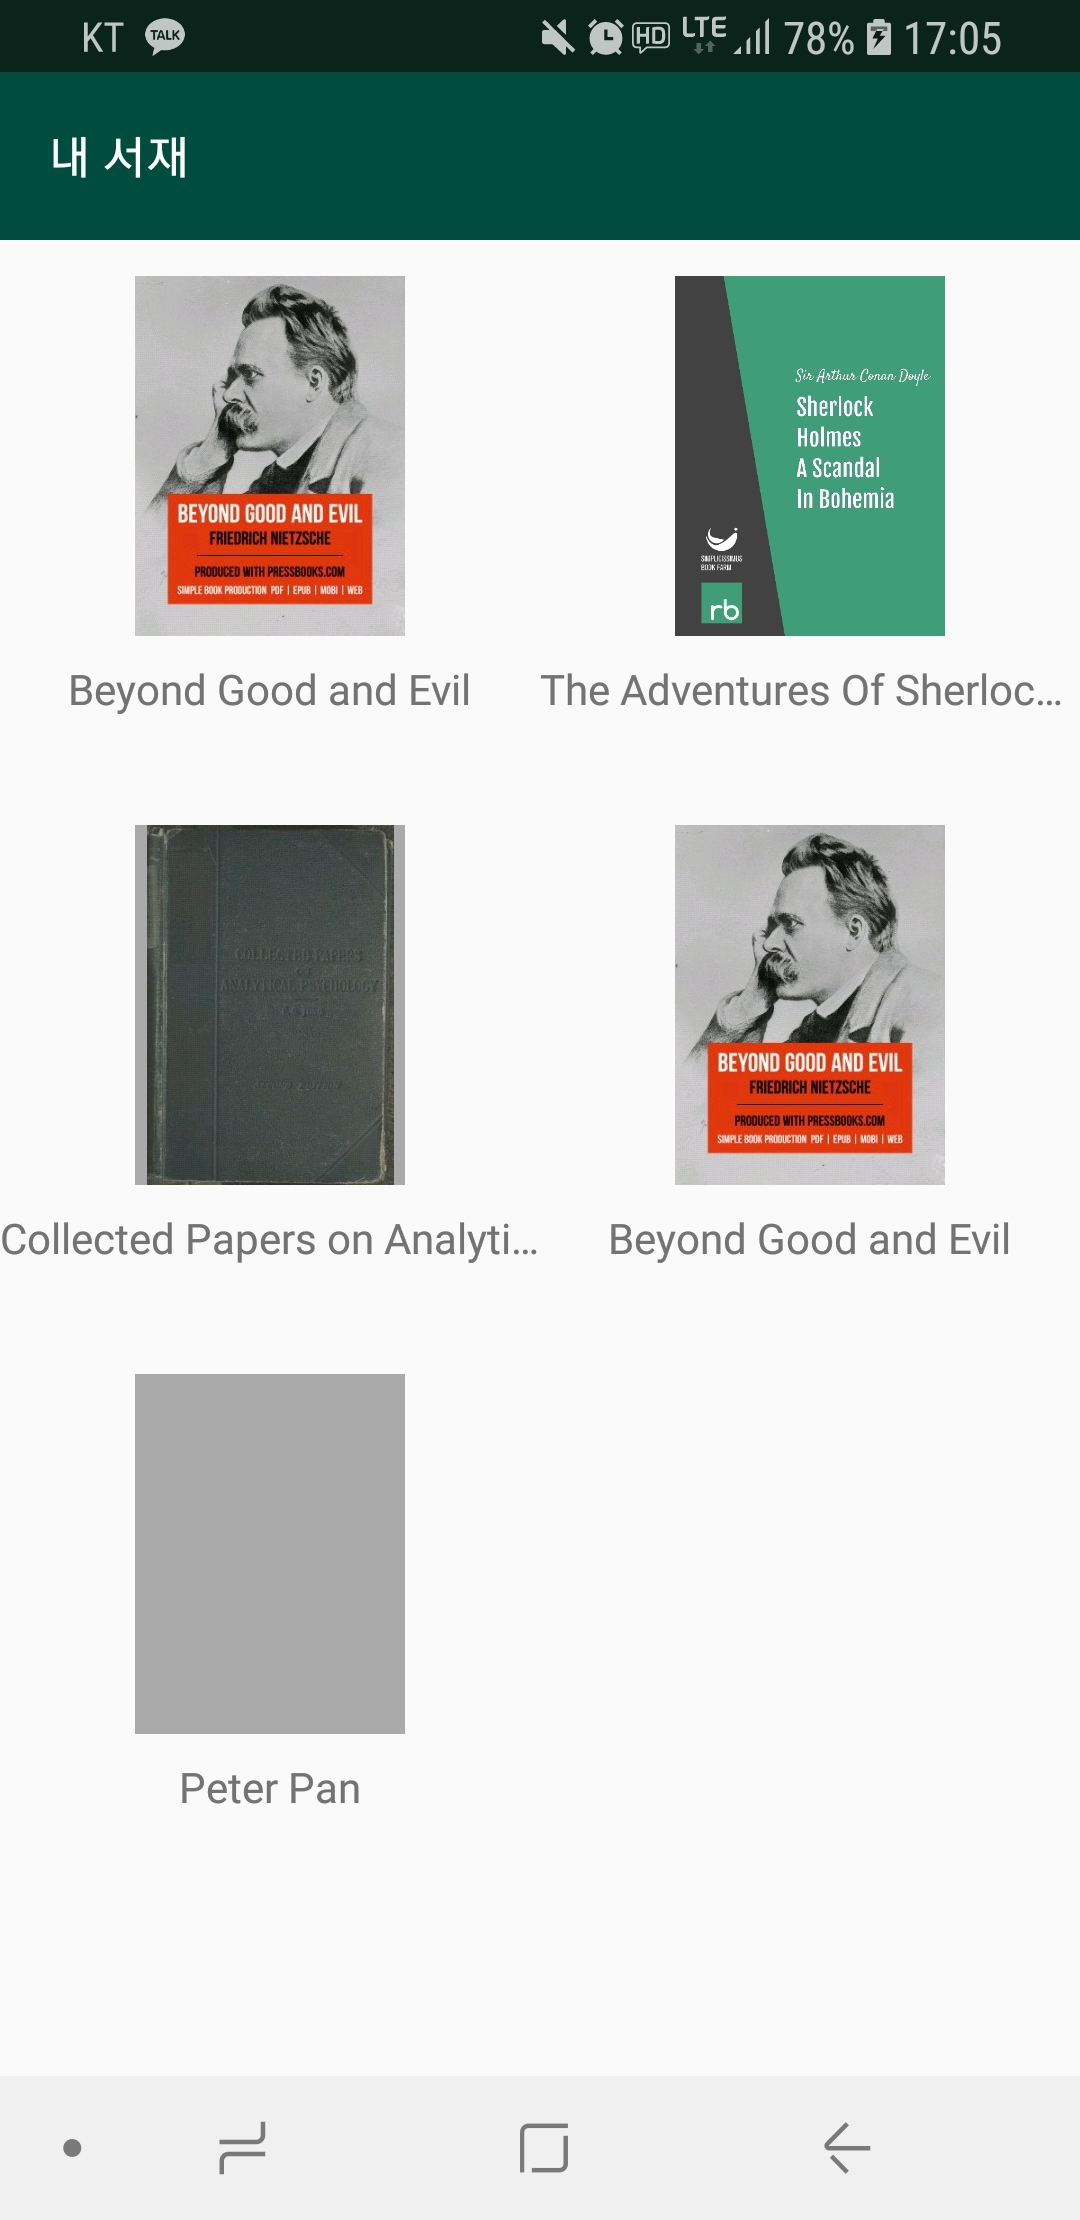 KT TALK HD LTE 78% 17:05
내 서재
BEYOND GOOD AND EVIL
FRIEDRICH NIETZSCHE
PRODUCED WITH PRESSBOOKS.COM
SIMPLE BOOK PRODUCTION PDF | EPUB | MOBI | WEB
Beyond Good and Evil
Sir Arthur Conan Doyle
Sherlock
Holmes
A Scandal
In Bohemia
SIMPLICISSIMUS
BOOK FARM
rb
The Adventures Of Sherloc...
COLLECTED PAPERS
ANALYTICAL PSYCHOLOGY
Collected Papers on Analyti...
BEYOND GOOD AND EVIL
FRIEDRICH NIETZSCHE
PRODUCED WITH PRESSBOOKS.COM
SIMPLE BOOK PRODUCTION PDF | EPUB | MOBI | WEB
Beyond Good and Evil
Peter Pan